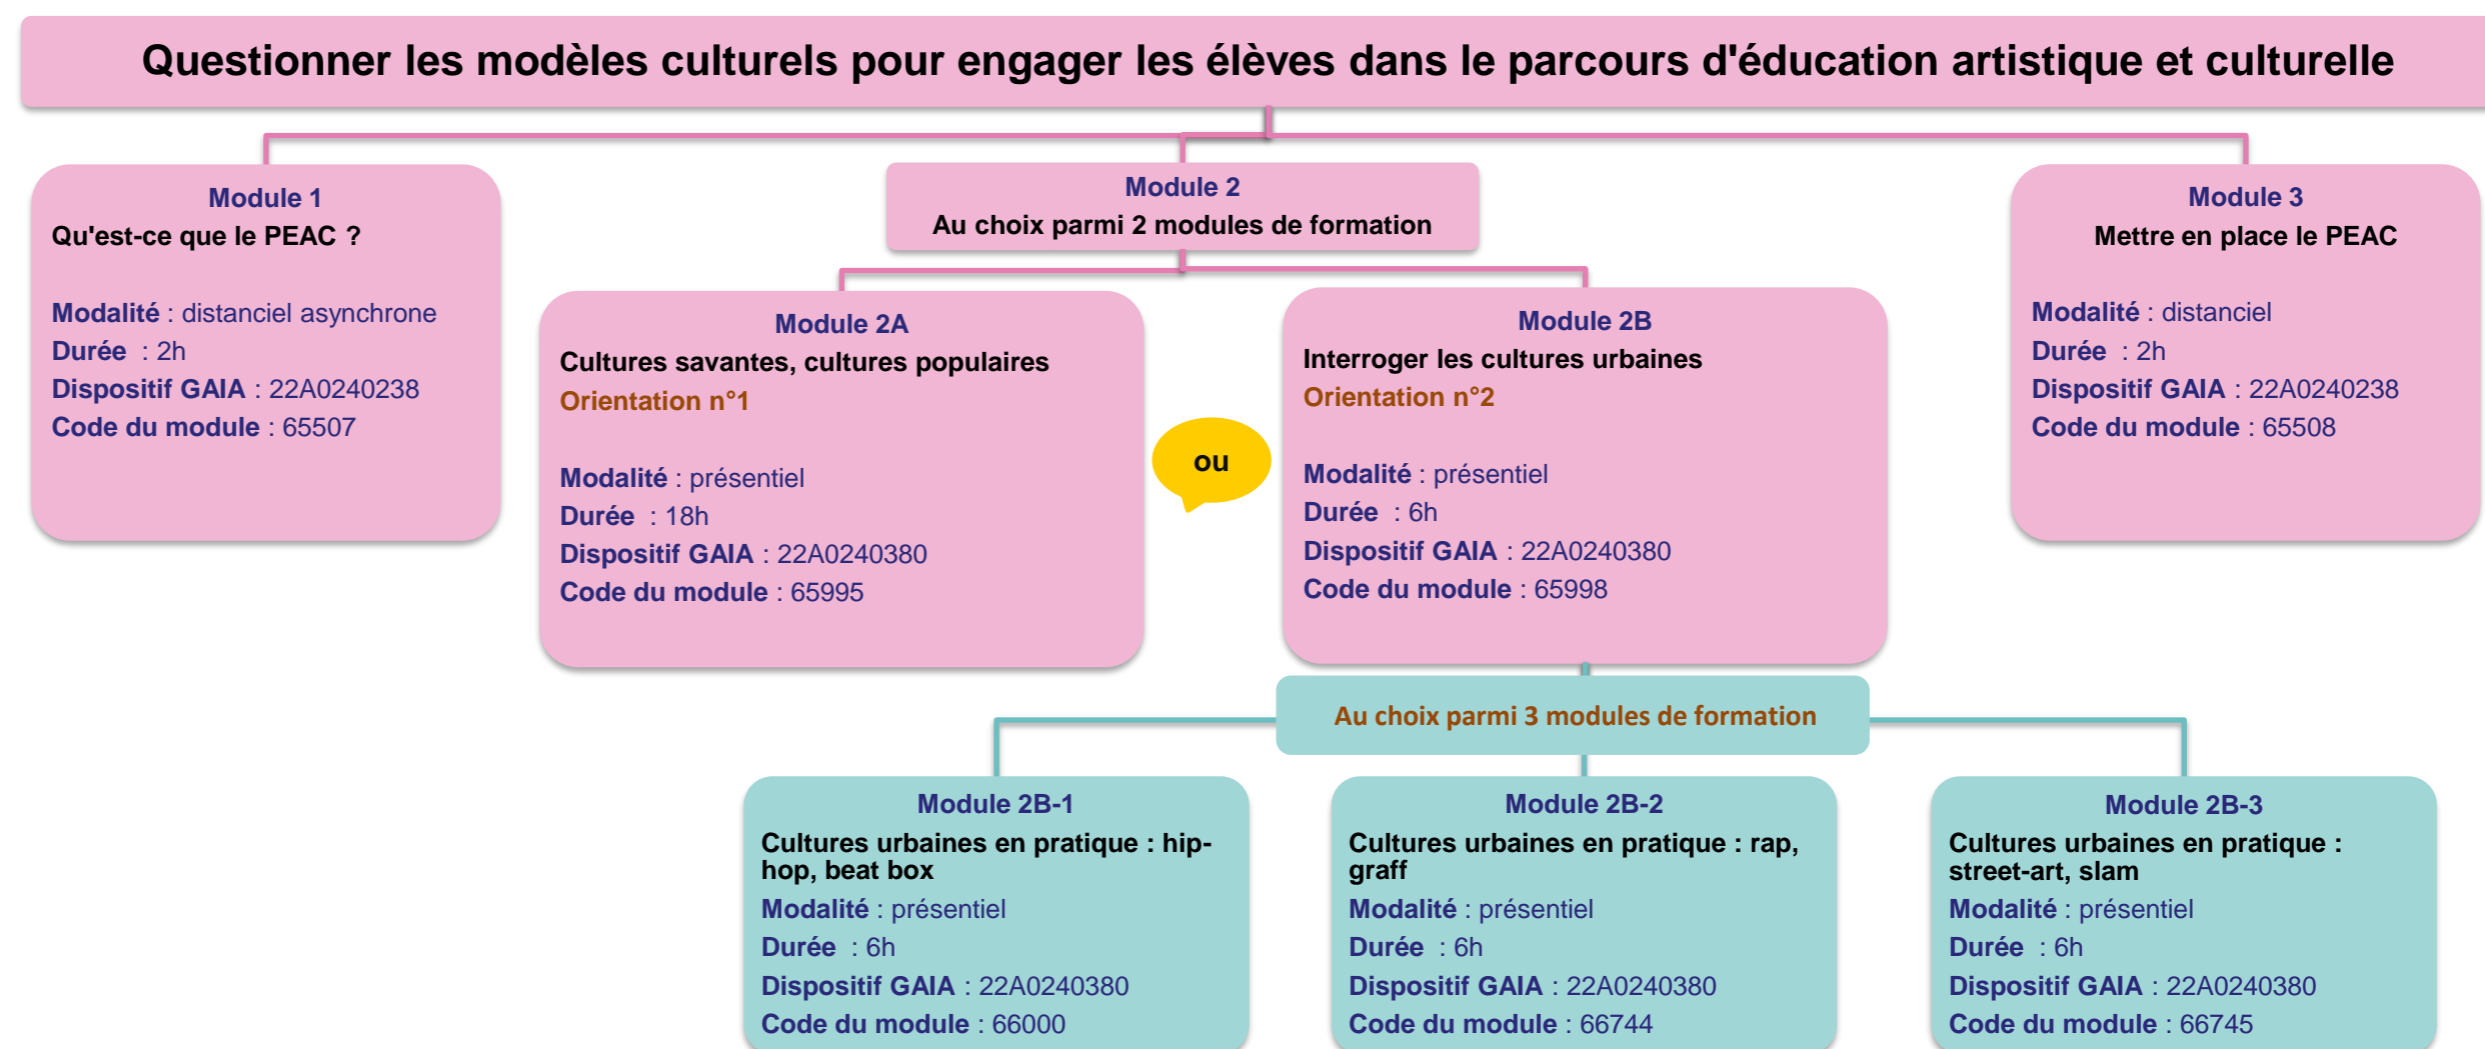 Questionner les modèles culturels pour engager les élèves dans le parcours d'éducation artistique et culturelle
Module 1
Qu'est-ce que le PEAC ?
Modalité : distanciel asynchrone
Durée : 2h
Dispositif GAIA : 22A0240238
Code du module : 65507
Module 2
Au choix parmi 2 modules de formation
Module 3
Mettre en place le PEAC
Modalité : distanciel
Durée : 2h
Dispositif GAIA : 22A0240238
Code du module : 65508
Module 2A
Cultures savantes, cultures populaires
Orientation n°1
Modalité : présentiel
Durée : 18h
Dispositif GAIA : 22A0240380
Code du module : 65995
ou
Module 2B
Interroger les cultures urbaines
Orientation n°2
Modalité : présentiel
Durée : 6h
Dispositif GAIA : 22A0240380
Code du module : 65998
Au choix parmi 3 modules de formation
Module 2B-1
Cultures urbaines en pratique : hip-
hop, beat box
Modalité : présentiel
Durée : 6h
Dispositif GAIA : 22A0240380
Code du module : 66000
Module 2B-2
Cultures urbaines en pratique : rap,
graff
Modalité : présentiel
Durée : 6h
Dispositif GAIA : 22A0240380
Code du module : 66744
Module 2B-3
Cultures urbaines en pratique :
street-art, slam
Modalité : présentiel
Durée : 6h
Dispositif GAIA : 22A0240380
Code du module : 66745